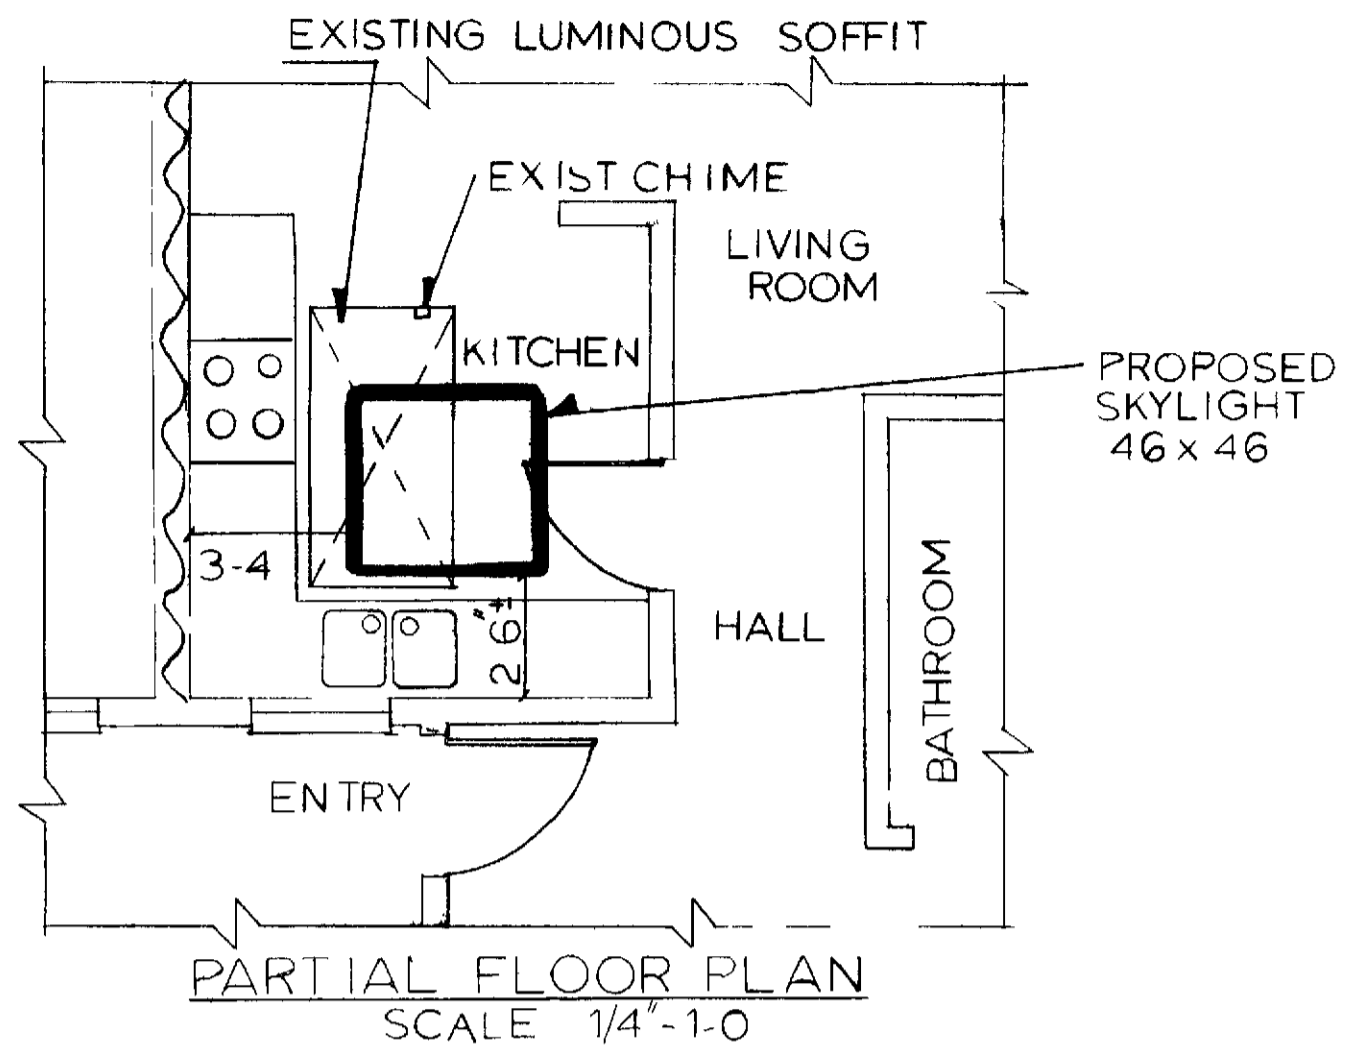 EXISTING LUMINOUS SOFFIT
EXIST CHIME
LIVING
ROOM
KITCHEN
PROPOSED
SKYLIGHT
46 x 46
3-4
2 6"±
HALL
BATHROOM
ENTRY
PARTIAL FLOOR PLAN
SCALE 1/4"-1-0